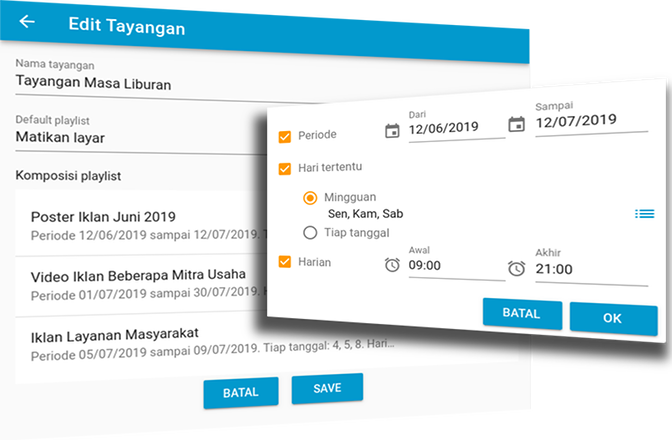 Edit Tayangan
Nama tayangan
Tayangan Masa Liburan
Default playlist
Matikan layar
Komposisi playlist
Poster Iklan Juni 2019
Periode 12/06/2019 sampai 12/07/2019.
Video Iklan Beberapa Mitra Usaha
Periode 01/07/2019 sampai 30/07/2019.
Iklan Layanan Masyarakat
Periode 05/07/2019 sampai 09/07/2019. Tiap tanggal: 4, 5, 8. Hari...
BATAL
SAVE
Periode
Dari
12/06/2019
Sampai
12/07/2019
Hari tertentu
Mingguan
Sen, Kam, Sab
Tiap tanggal
Harian
Awal
09:00
Akhir
21:00
BATAL
OK